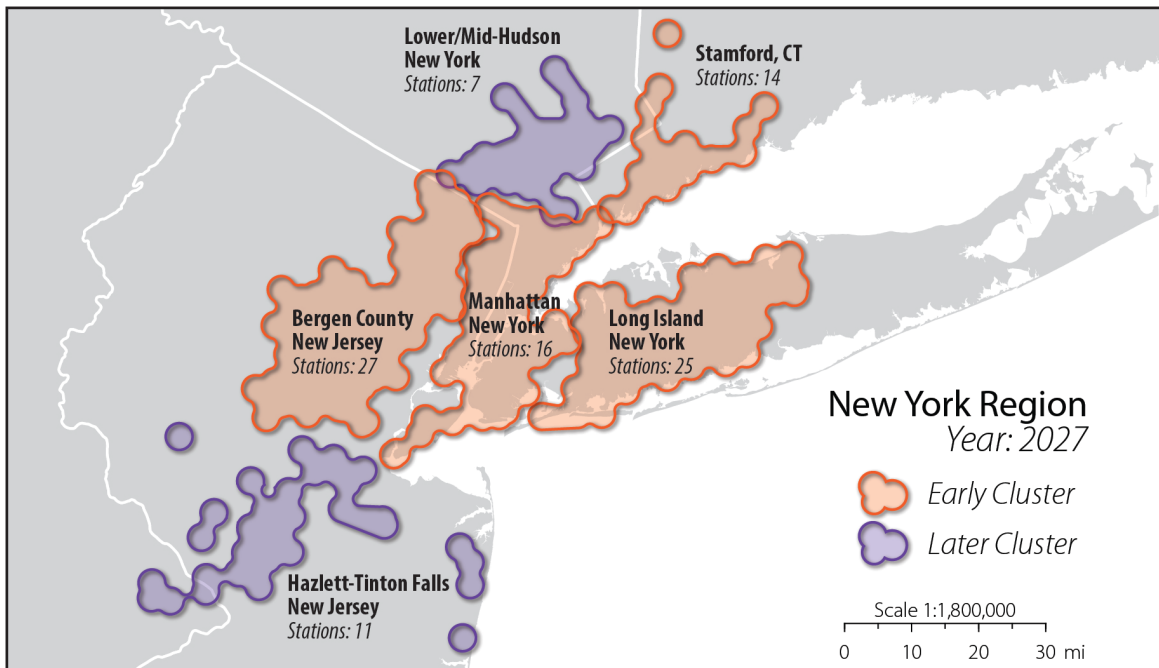 Lower/Mid-Hudson
New York
Stations: 7
Stamford, CT
Stations: 14
Bergen County
New Jersey
Stations: 27
Manhattan
New York
Stations: 16
Long Island
New York
Stations: 25
Hazlett-Tinton Falls
New Jersey
Stations: 11
New York Region
Year: 2027
Early Cluster
Later Cluster
Scale 1:1,800,000
0 10 20 30 mi